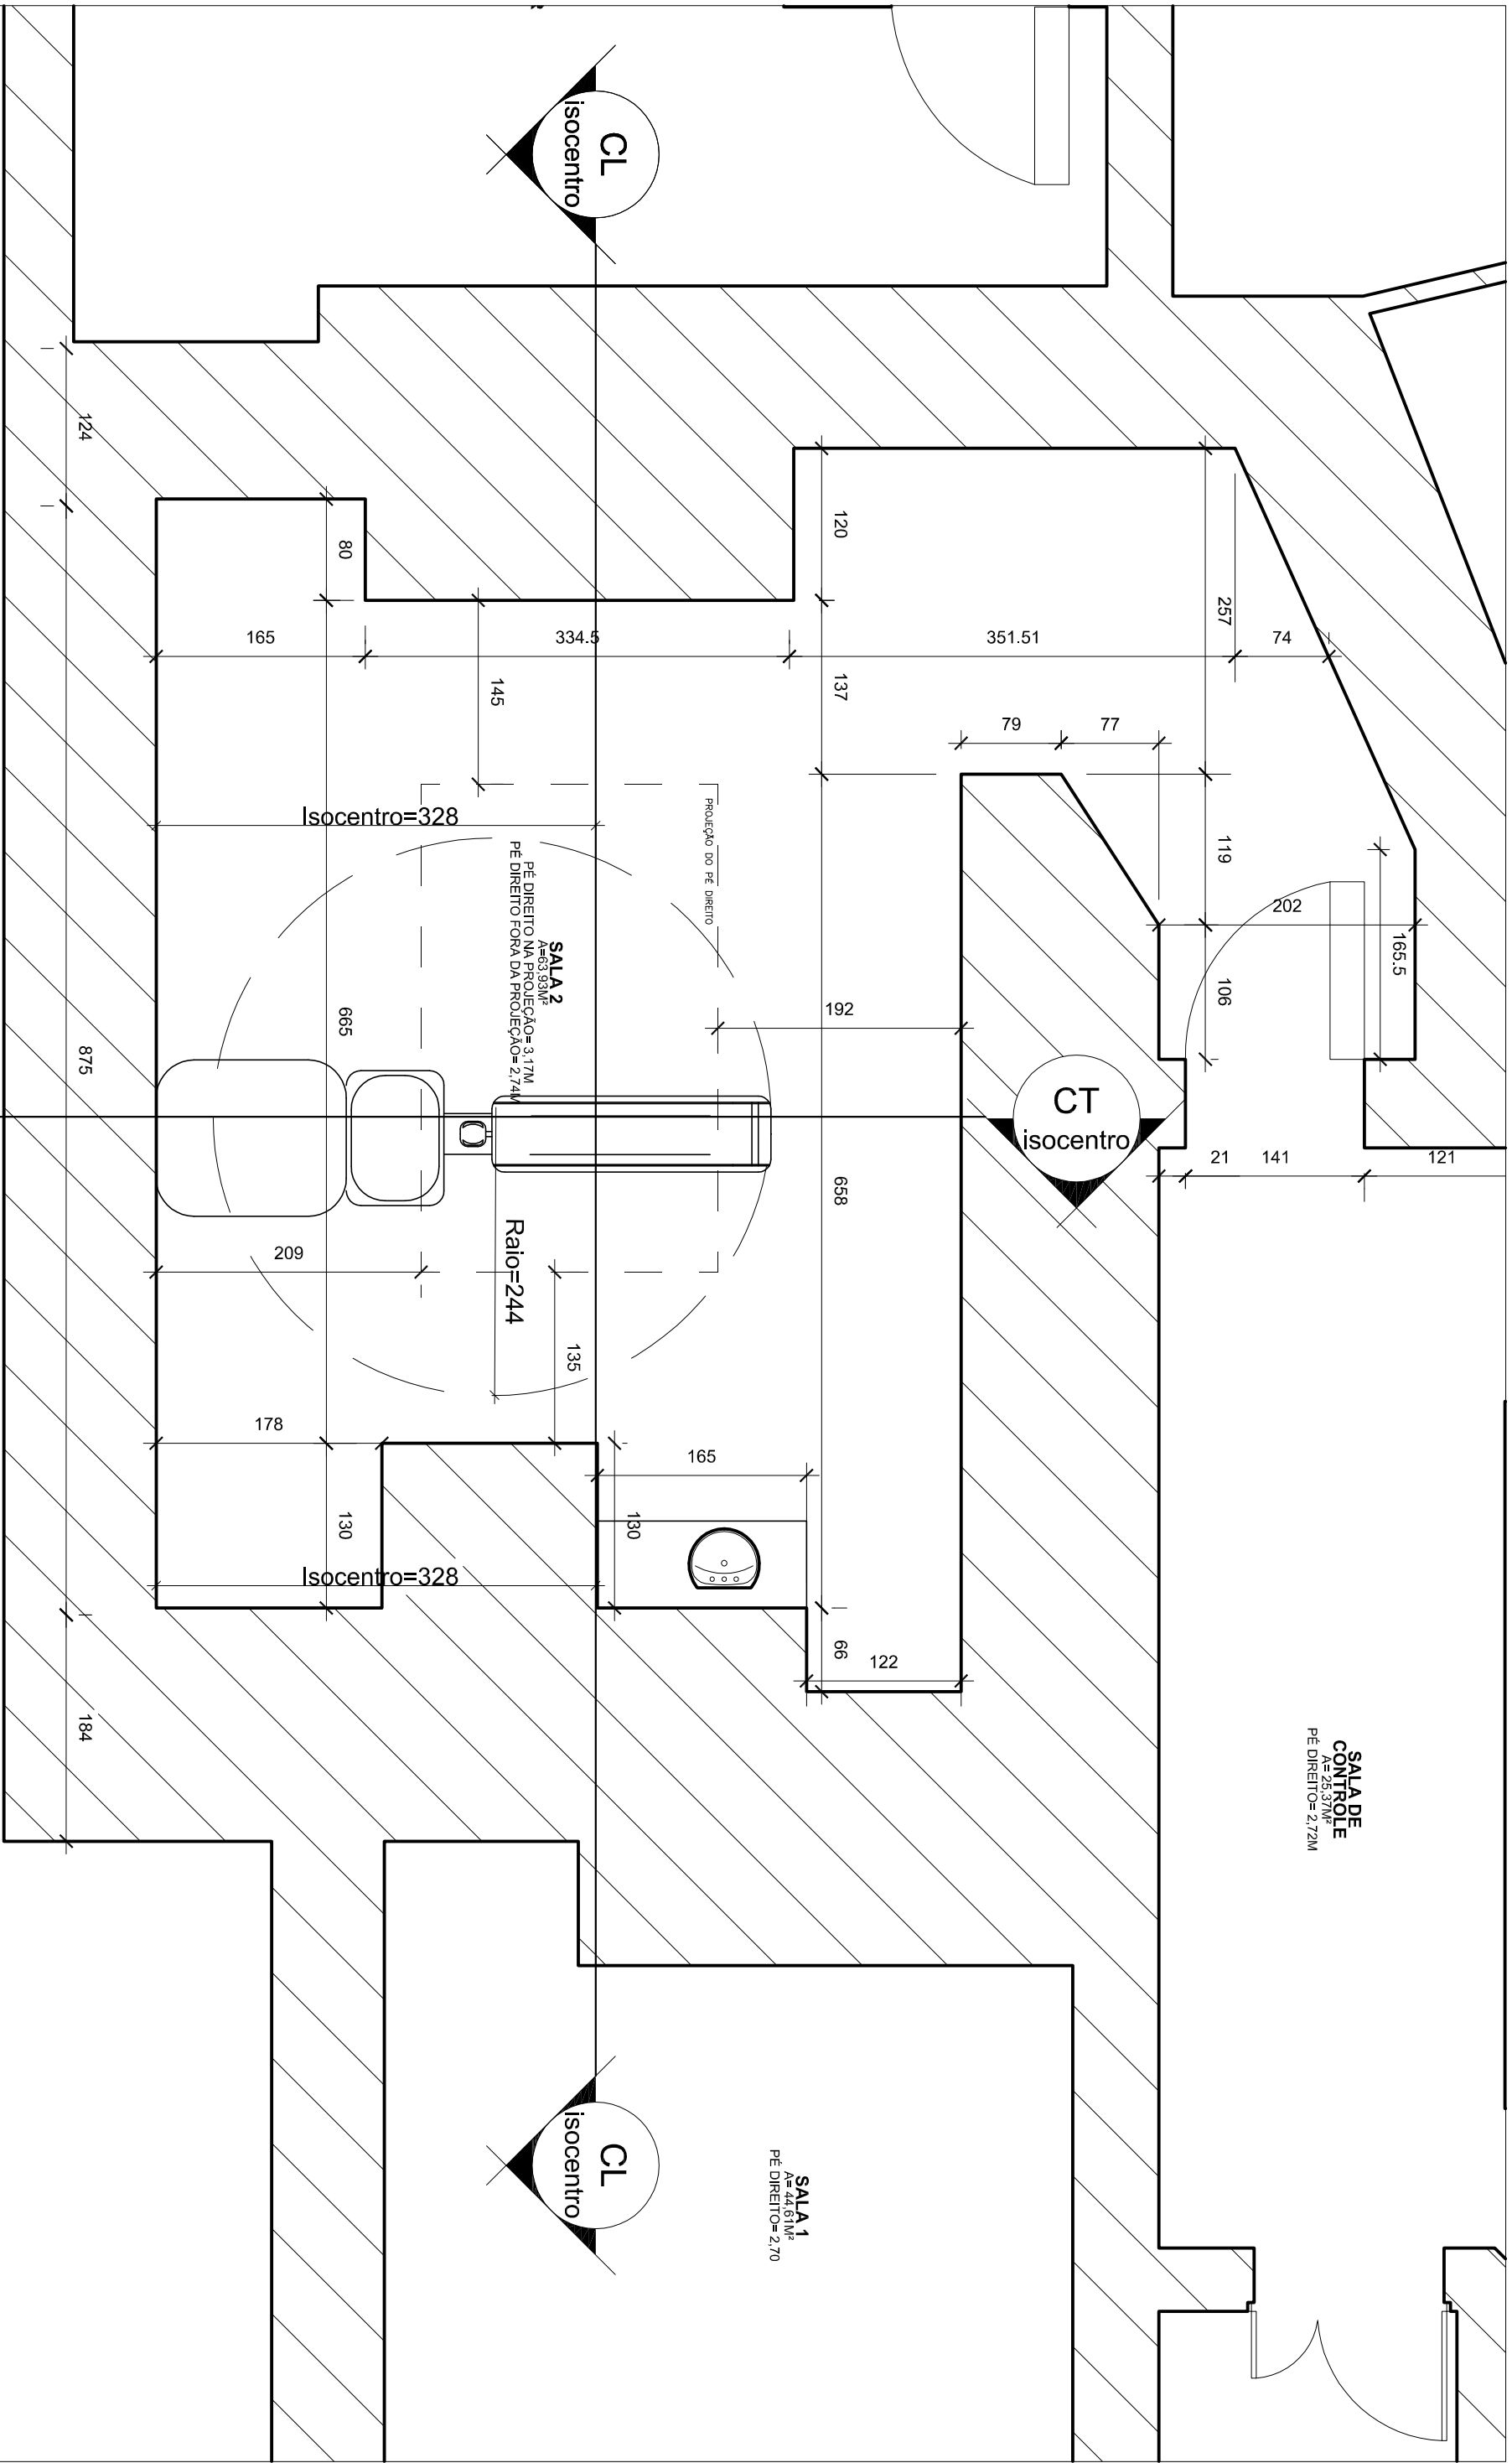 CL
isocentro
124
120
80
257
165
334.5
351.51
74
137
145
79
77
PROJEÇÃO DO PÉ DIREITO
Isocentro=328
119
202
165.5
SALA 2
A=63,93M²
PÉ DIREITO NA PROJEÇÃO= 3,17M
PÉ DIREITO FORA DA PROJEÇÃO= 2,74M
106
192
665
875
CT
isocentro
21
141
121
658
209
Raio=244
135
178
165
130
130
Isocentro=328
66
122
184
SALA DE
CONTROLE
A= 25,37M²
PÉ DIREITO= 2,72M
CL
isocentro
SALA 1
A= 44,61M²
PÉ DIREITO= 2,70